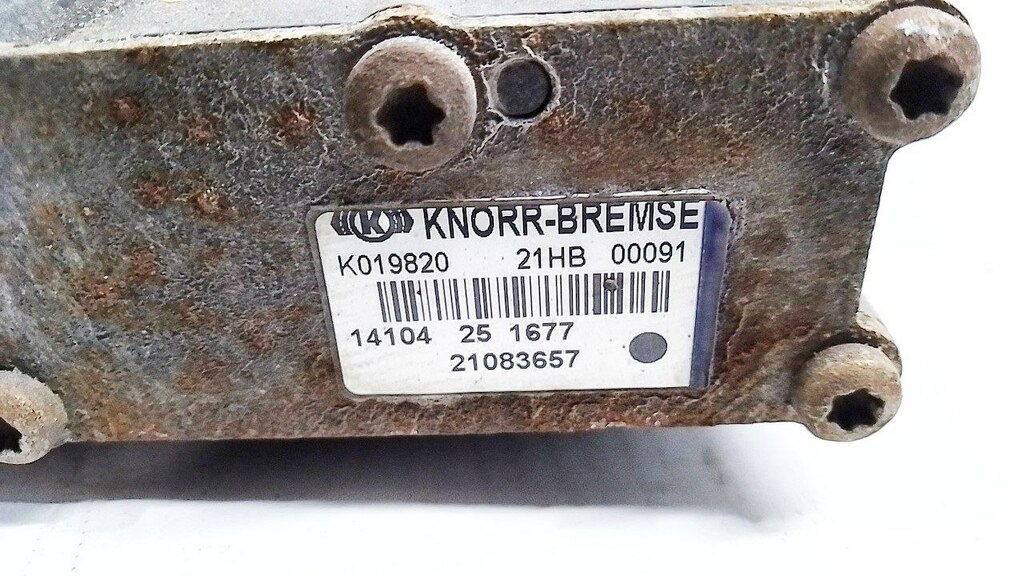 K KNORR-BREMSE
K019820 21HB 00091
14104 25 1677
21083657